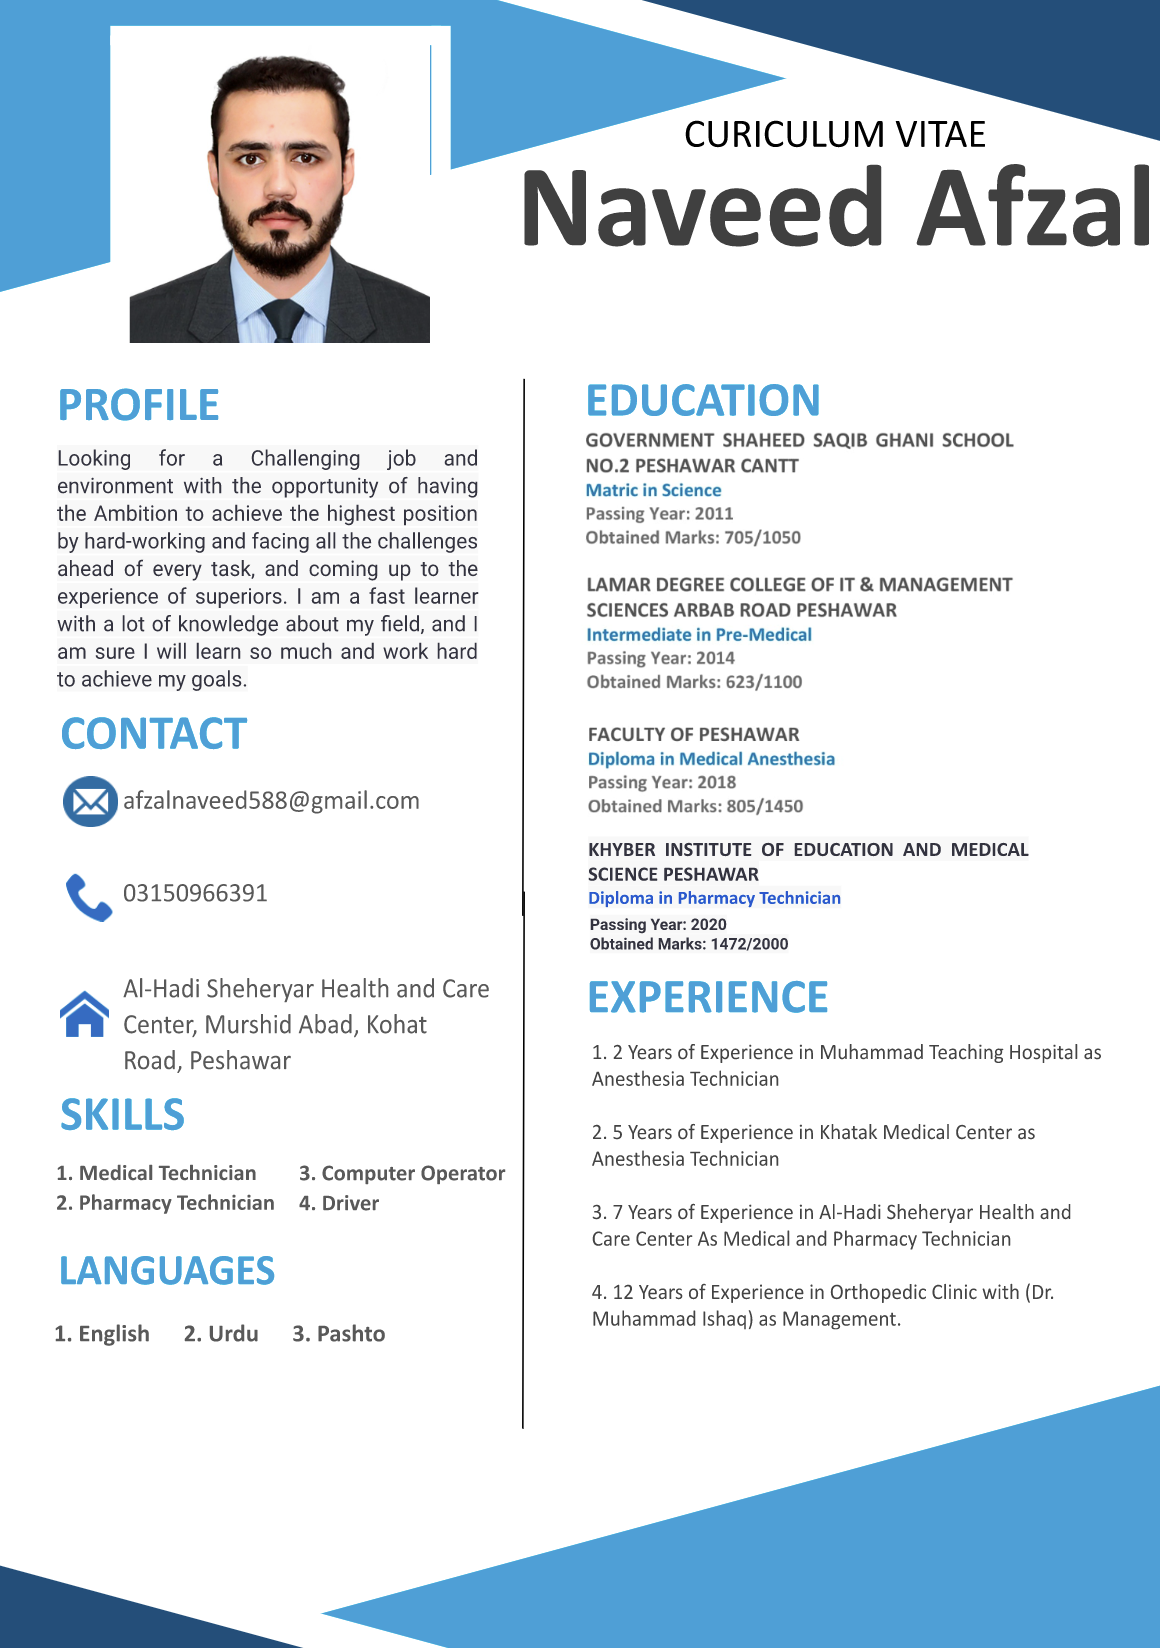 CURICULUM VITAE
Naveed Afzal
PROFILE
Looking for a Challenging job and
environment with the opportunity of having
the Ambition to achieve the highest position
by hard-working and facing all the challenges
ahead of every task, and coming up to the
experience of superiors. I am a fast learner
with a lot of knowledge about my field, and I
am sure I will learn so much and work hard
to achieve my goals.
CONTACT
afzalnaveed588@gmail.com
03150966391
Al-Hadi Sheheryar Health and Care
Center, Murshid Abad, Kohat
Road, Peshawar
SKILLS
1. Medical Technician
2. Pharmacy Technician
3. Computer Operator
4. Driver
LANGUAGES
1. English 2. Urdu 3. Pashto
EDUCATION
GOVERNMENT SHAHEED SAQIB GHANI SCHOOL
NO.2 PESHAWAR CANTT
Matric in Science
Passing Year: 2011
Obtained Marks: 705/1050
LAMAR DEGREE COLLEGE OF IT & MANAGEMENT
SCIENCES ARBAB ROAD PESHAWAR
Intermediate in Pre-Medical
Passing Year: 2014
Obtained Marks: 623/1100
FACULTY OF PESHAWAR
Diploma in Medical Anesthesia
Passing Year: 2018
Obtained Marks: 805/1450
KHYBER INSTITUTE OF EDUCATION AND MEDICAL
SCIENCE PESHAWAR
Diploma in Pharmacy Technician
Passing Year: 2020
Obtained Marks: 1472/2000
EXPERIENCE
1. 2 Years of Experience in Muhammad Teaching Hospital as
Anesthesia Technician
2. 5 Years of Experience in Khatak Medical Center as
Anesthesia Technician
3. 7 Years of Experience in Al-Hadi Sheheryar Health and
Care Center As Medical and Pharmacy Technician
4. 12 Years of Experience in Orthopedic Clinic with (Dr.
Muhammad Ishaq) as Management.